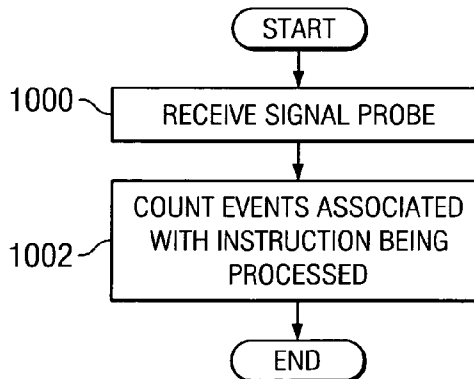 START
1000
RECEIVE SIGNAL PROBE
COUNT EVENTS ASSOCIATED
WITH INSTRUCTION BEING
PROCESSED
1002
END